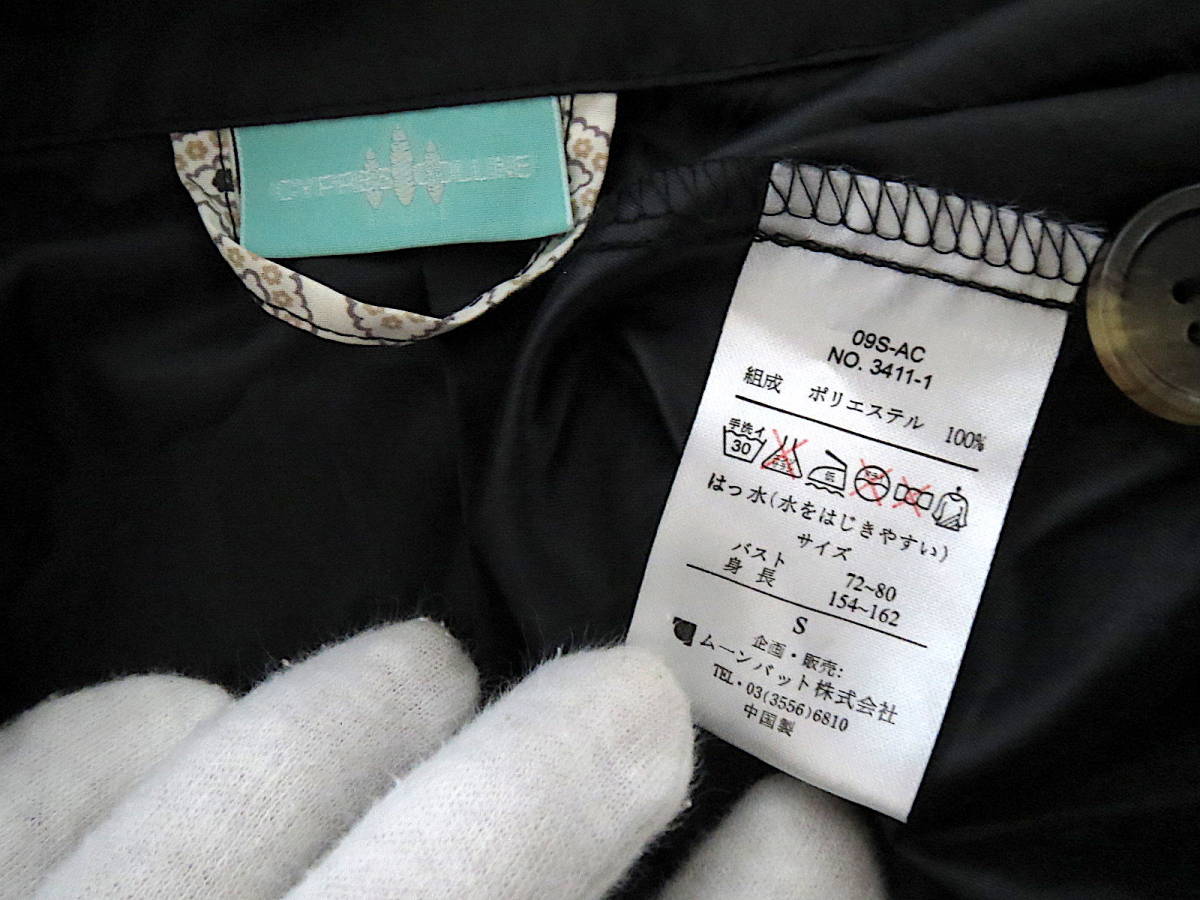 09S-AC
NO. 3411-1
組成 ポリエステル 100%
手洗イ
30
はっ水(水をはじきやすい)
サイズ
バスト 72~80
身長 154~162
S
企画・販売:
ムーンバット株式会社
TEL・03(3556)6810
中国製